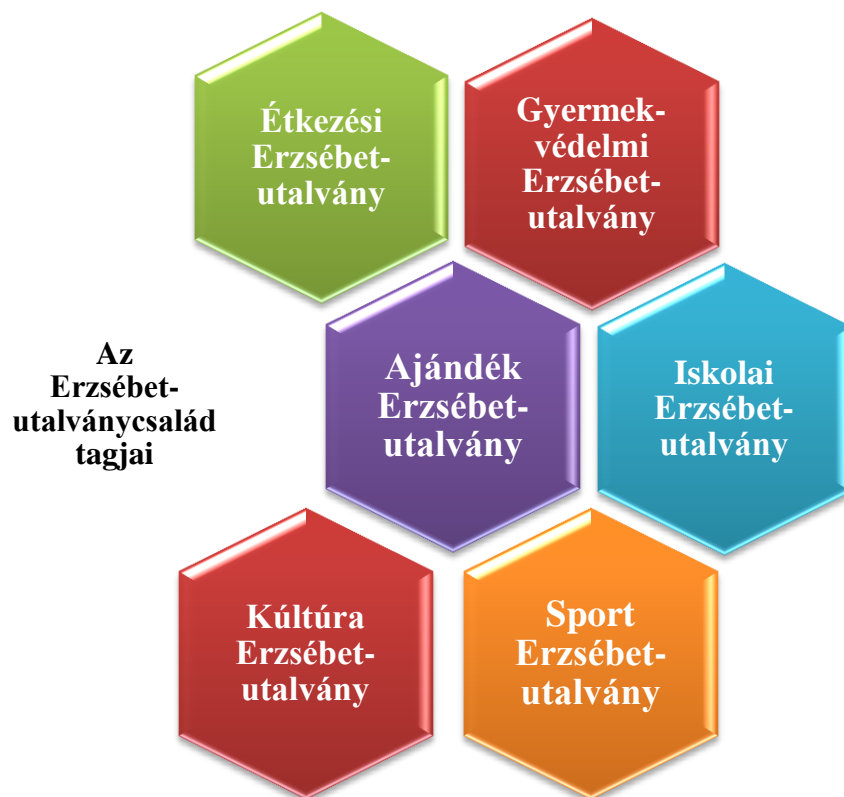 Étkezési
Erzsébet-
utalvány
Gyermek-
védelmi
Erzsébet-
utalvány
Az
Erzsébet-
utalványcsalád
tagjai
Ajándék
Erzsébet-
utalvány
Iskolai
Erzsébet-
utalvány
Kúltúra
Erzsébet-
utalvány
Sport
Erzsébet-
utalvány